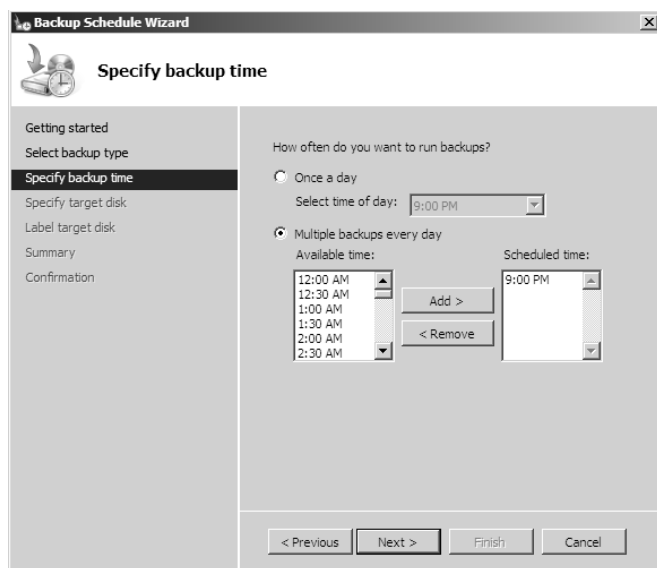 Backup Schedule Wizard
Specify backup time
Getting started
Select backup type
Specify backup time
Specify target disk
Label target disk
Summary
Confirmation
How often do you want to run backups?
Once a day
Select time of day: 9:00 PM
Multiple backups every day
Available time:
12:00 AM
12:30 AM
1:00 AM
1:30 AM
2:00 AM
2:30 AM
Add >
< Remove
Scheduled time:
9:00 PM
< Previous Next > Finish Cancel